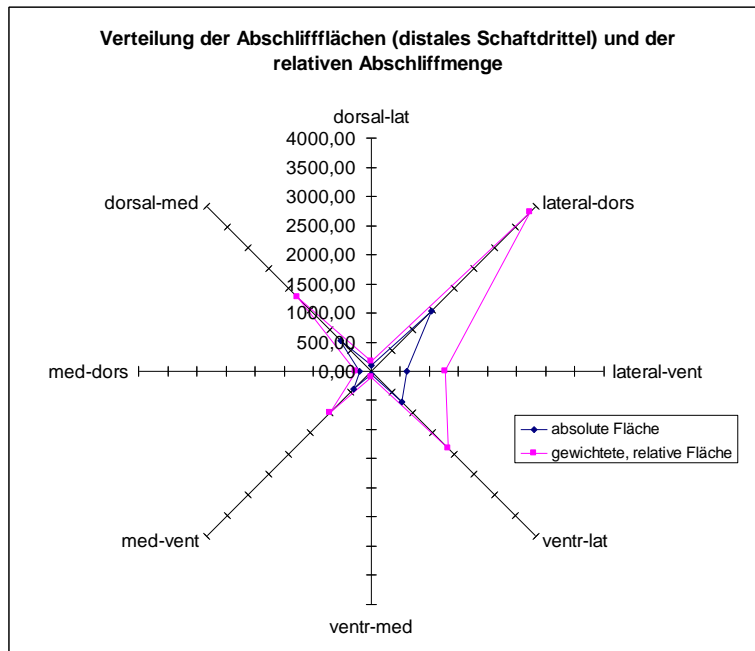 Verteilung der Abschliffflächen (distales Schaftdrittel) und der
relativen Abschliffmenge
dorsal-lat
4000,00
3500,00
3000,00
2500,00
2000,00
1500,00
1000,00
500,00
0,00
dorsal-med
lateral-dors
med-dors
lateral-vent
absolute Fläche
gewichtete, relative Fläche
med-vent
ventr-lat
ventr-med